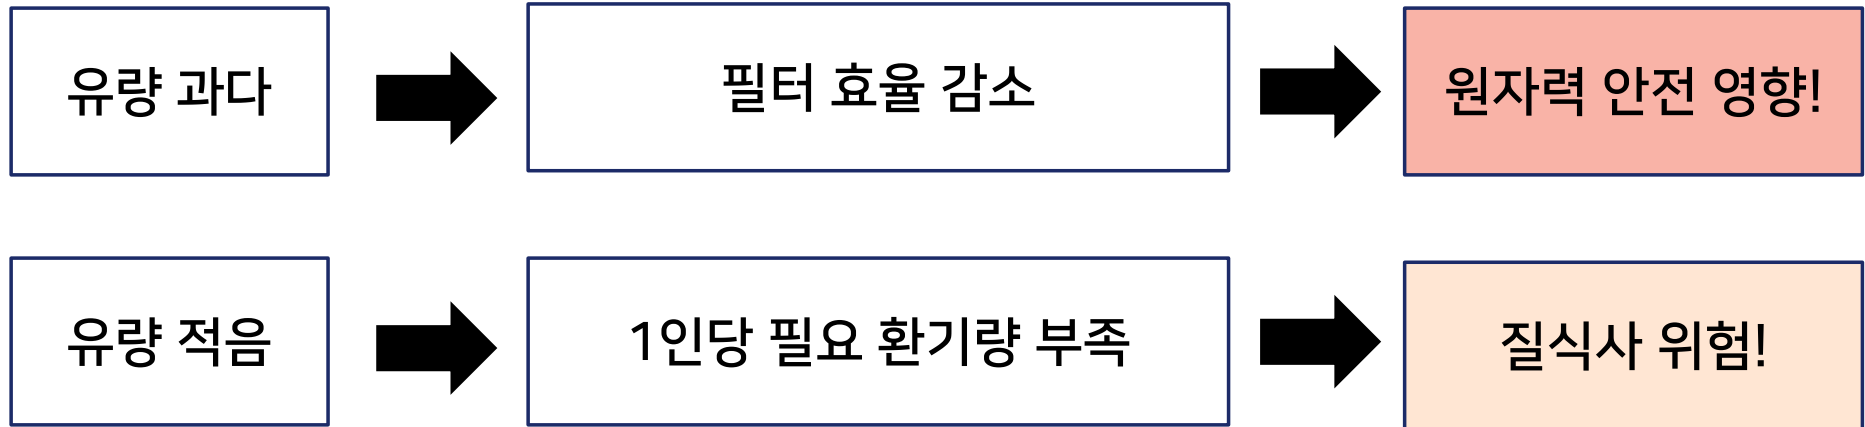 유량 과다
필터 효율 감소
원자력 안전 영향!
유량 적음
1인당 필요 환기량 부족
질식사 위험!